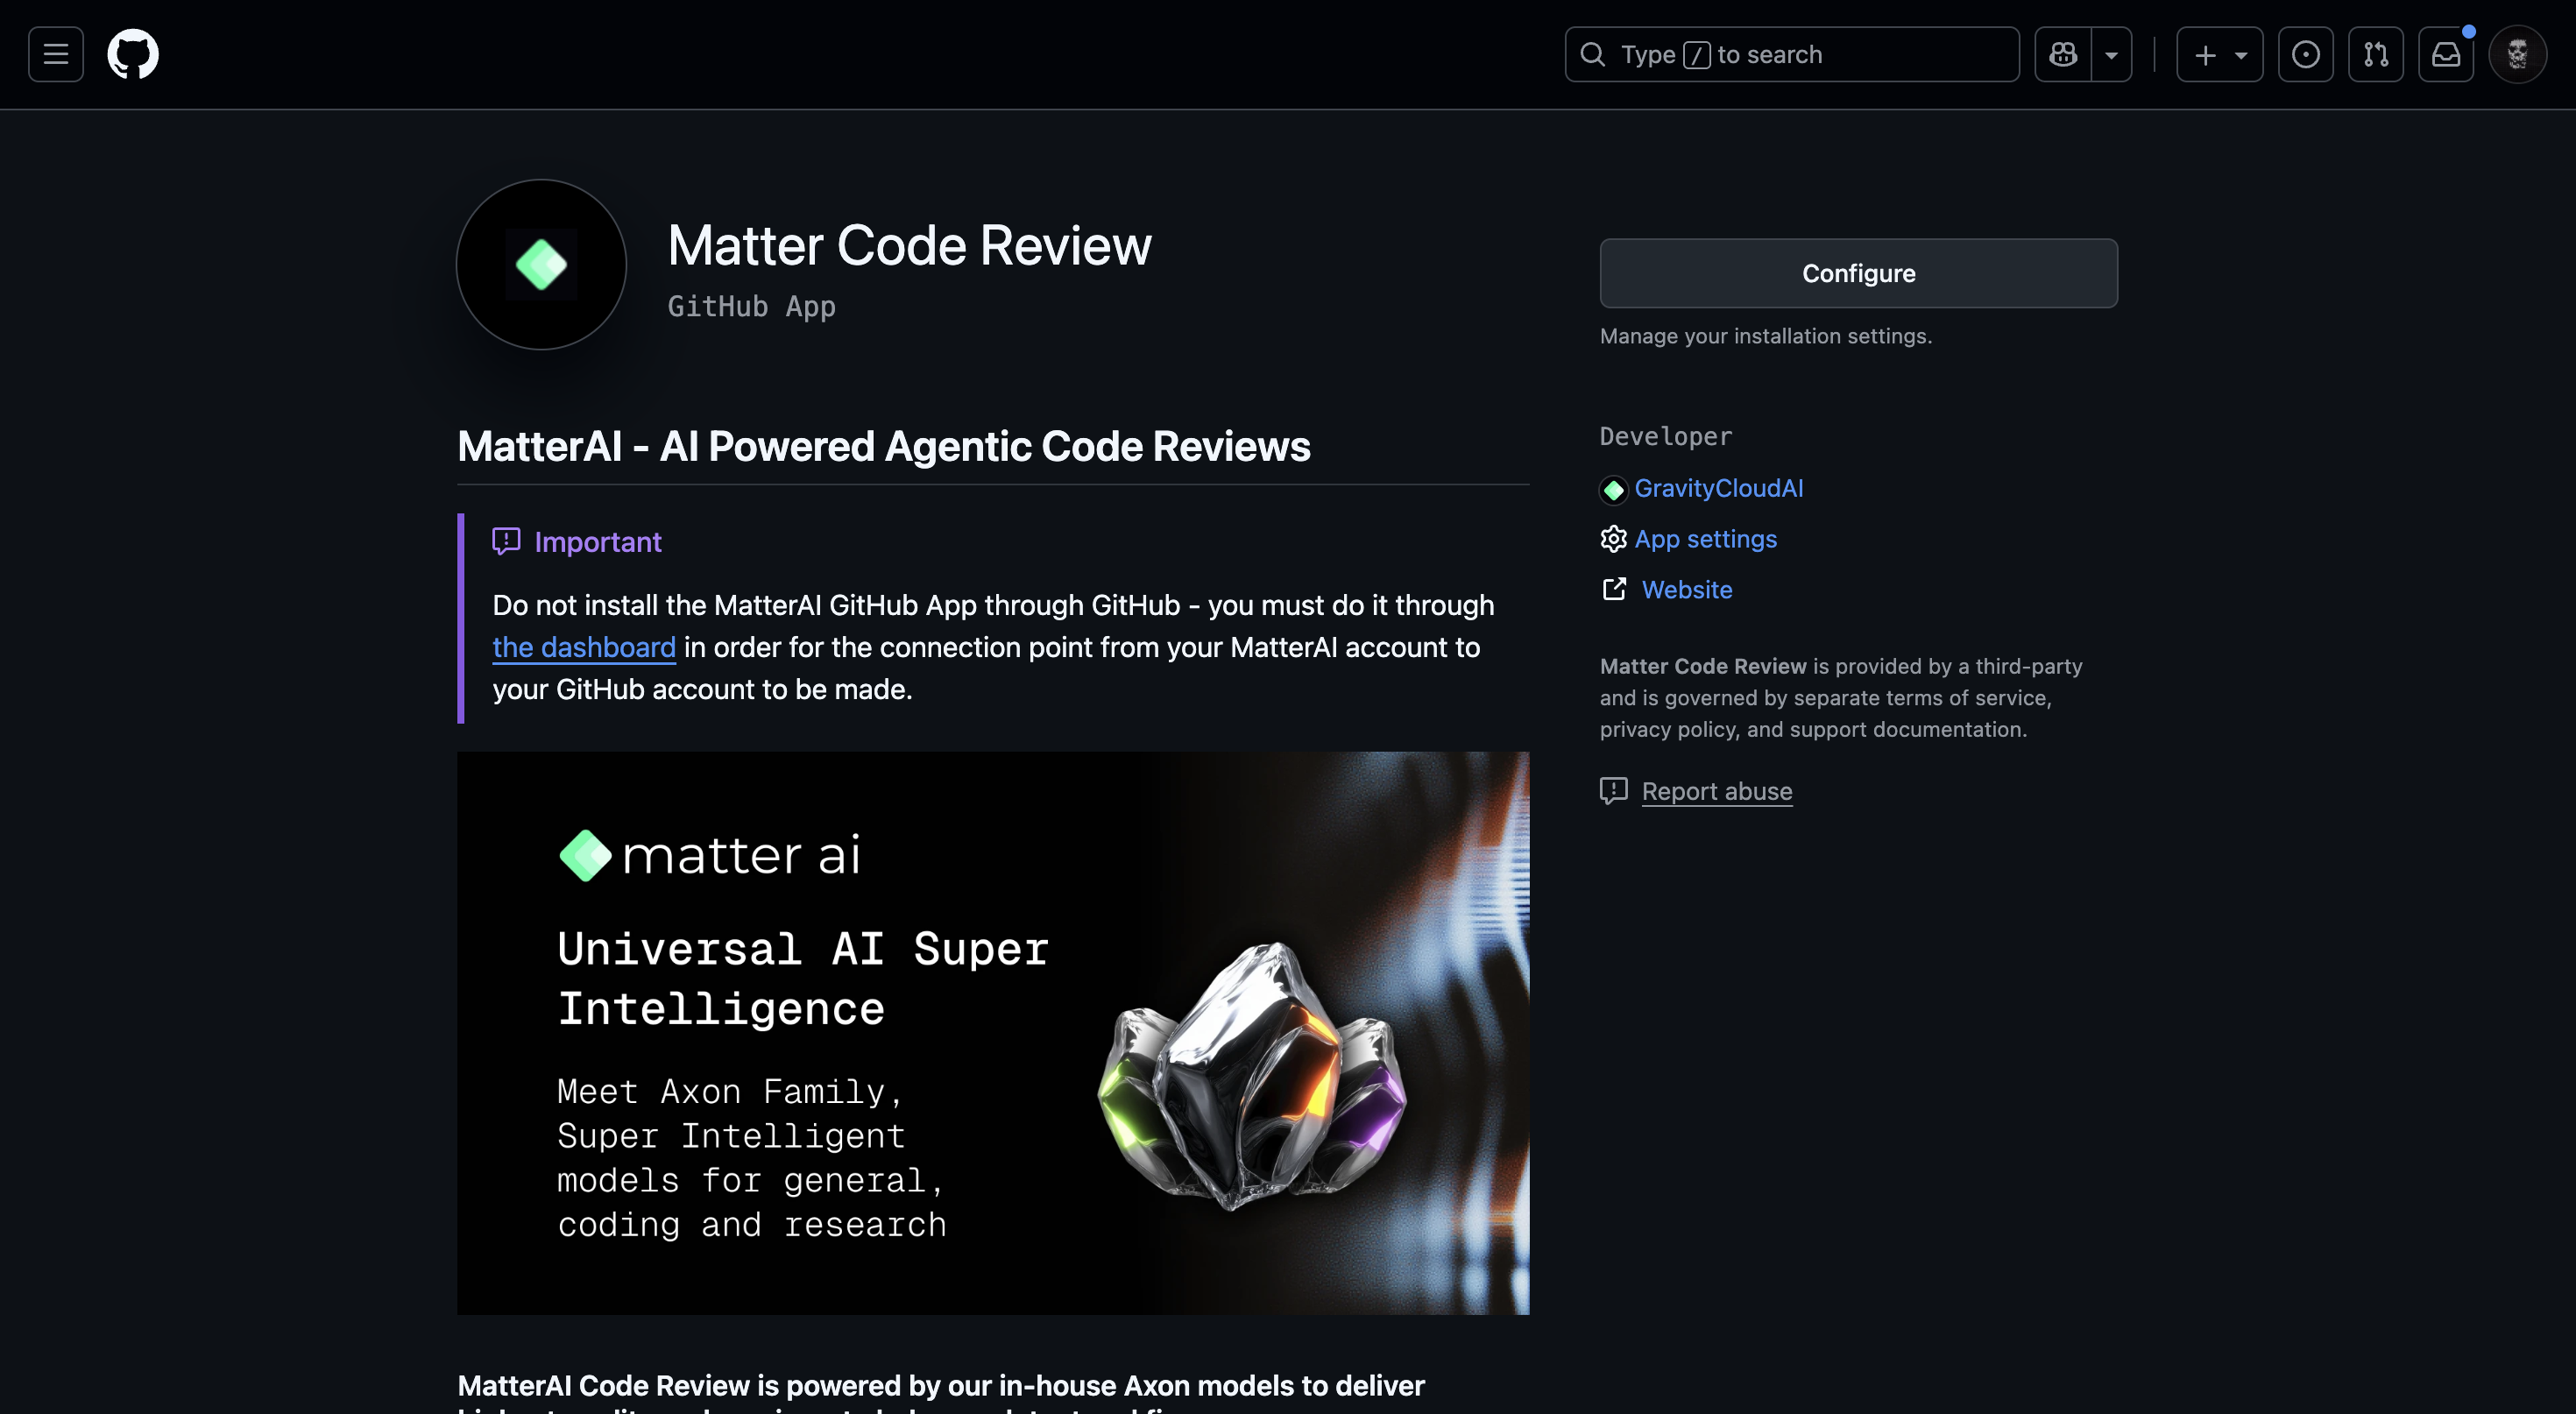 Type / to search
Matter Code Review
GitHub App
Configure
Manage your installation settings.
MatterAI - AI Powered Agentic Code Reviews
Important
Do not install the MatterAI GitHub App through GitHub - you must do it through
the dashboard in order for the connection point from your MatterAI account to
your GitHub account to be made.
Developer
GravityCloudAI
App settings
Website
Matter Code Review is provided by a third-party
and is governed by separate terms of service,
privacy policy, and support documentation.
Report abuse
matter ai
Universal AI Super
Intelligence
Meet Axon Family,
Super Intelligent
models for general,
coding and research
MatterAI Code Review is powered by our in-house Axon models to deliver